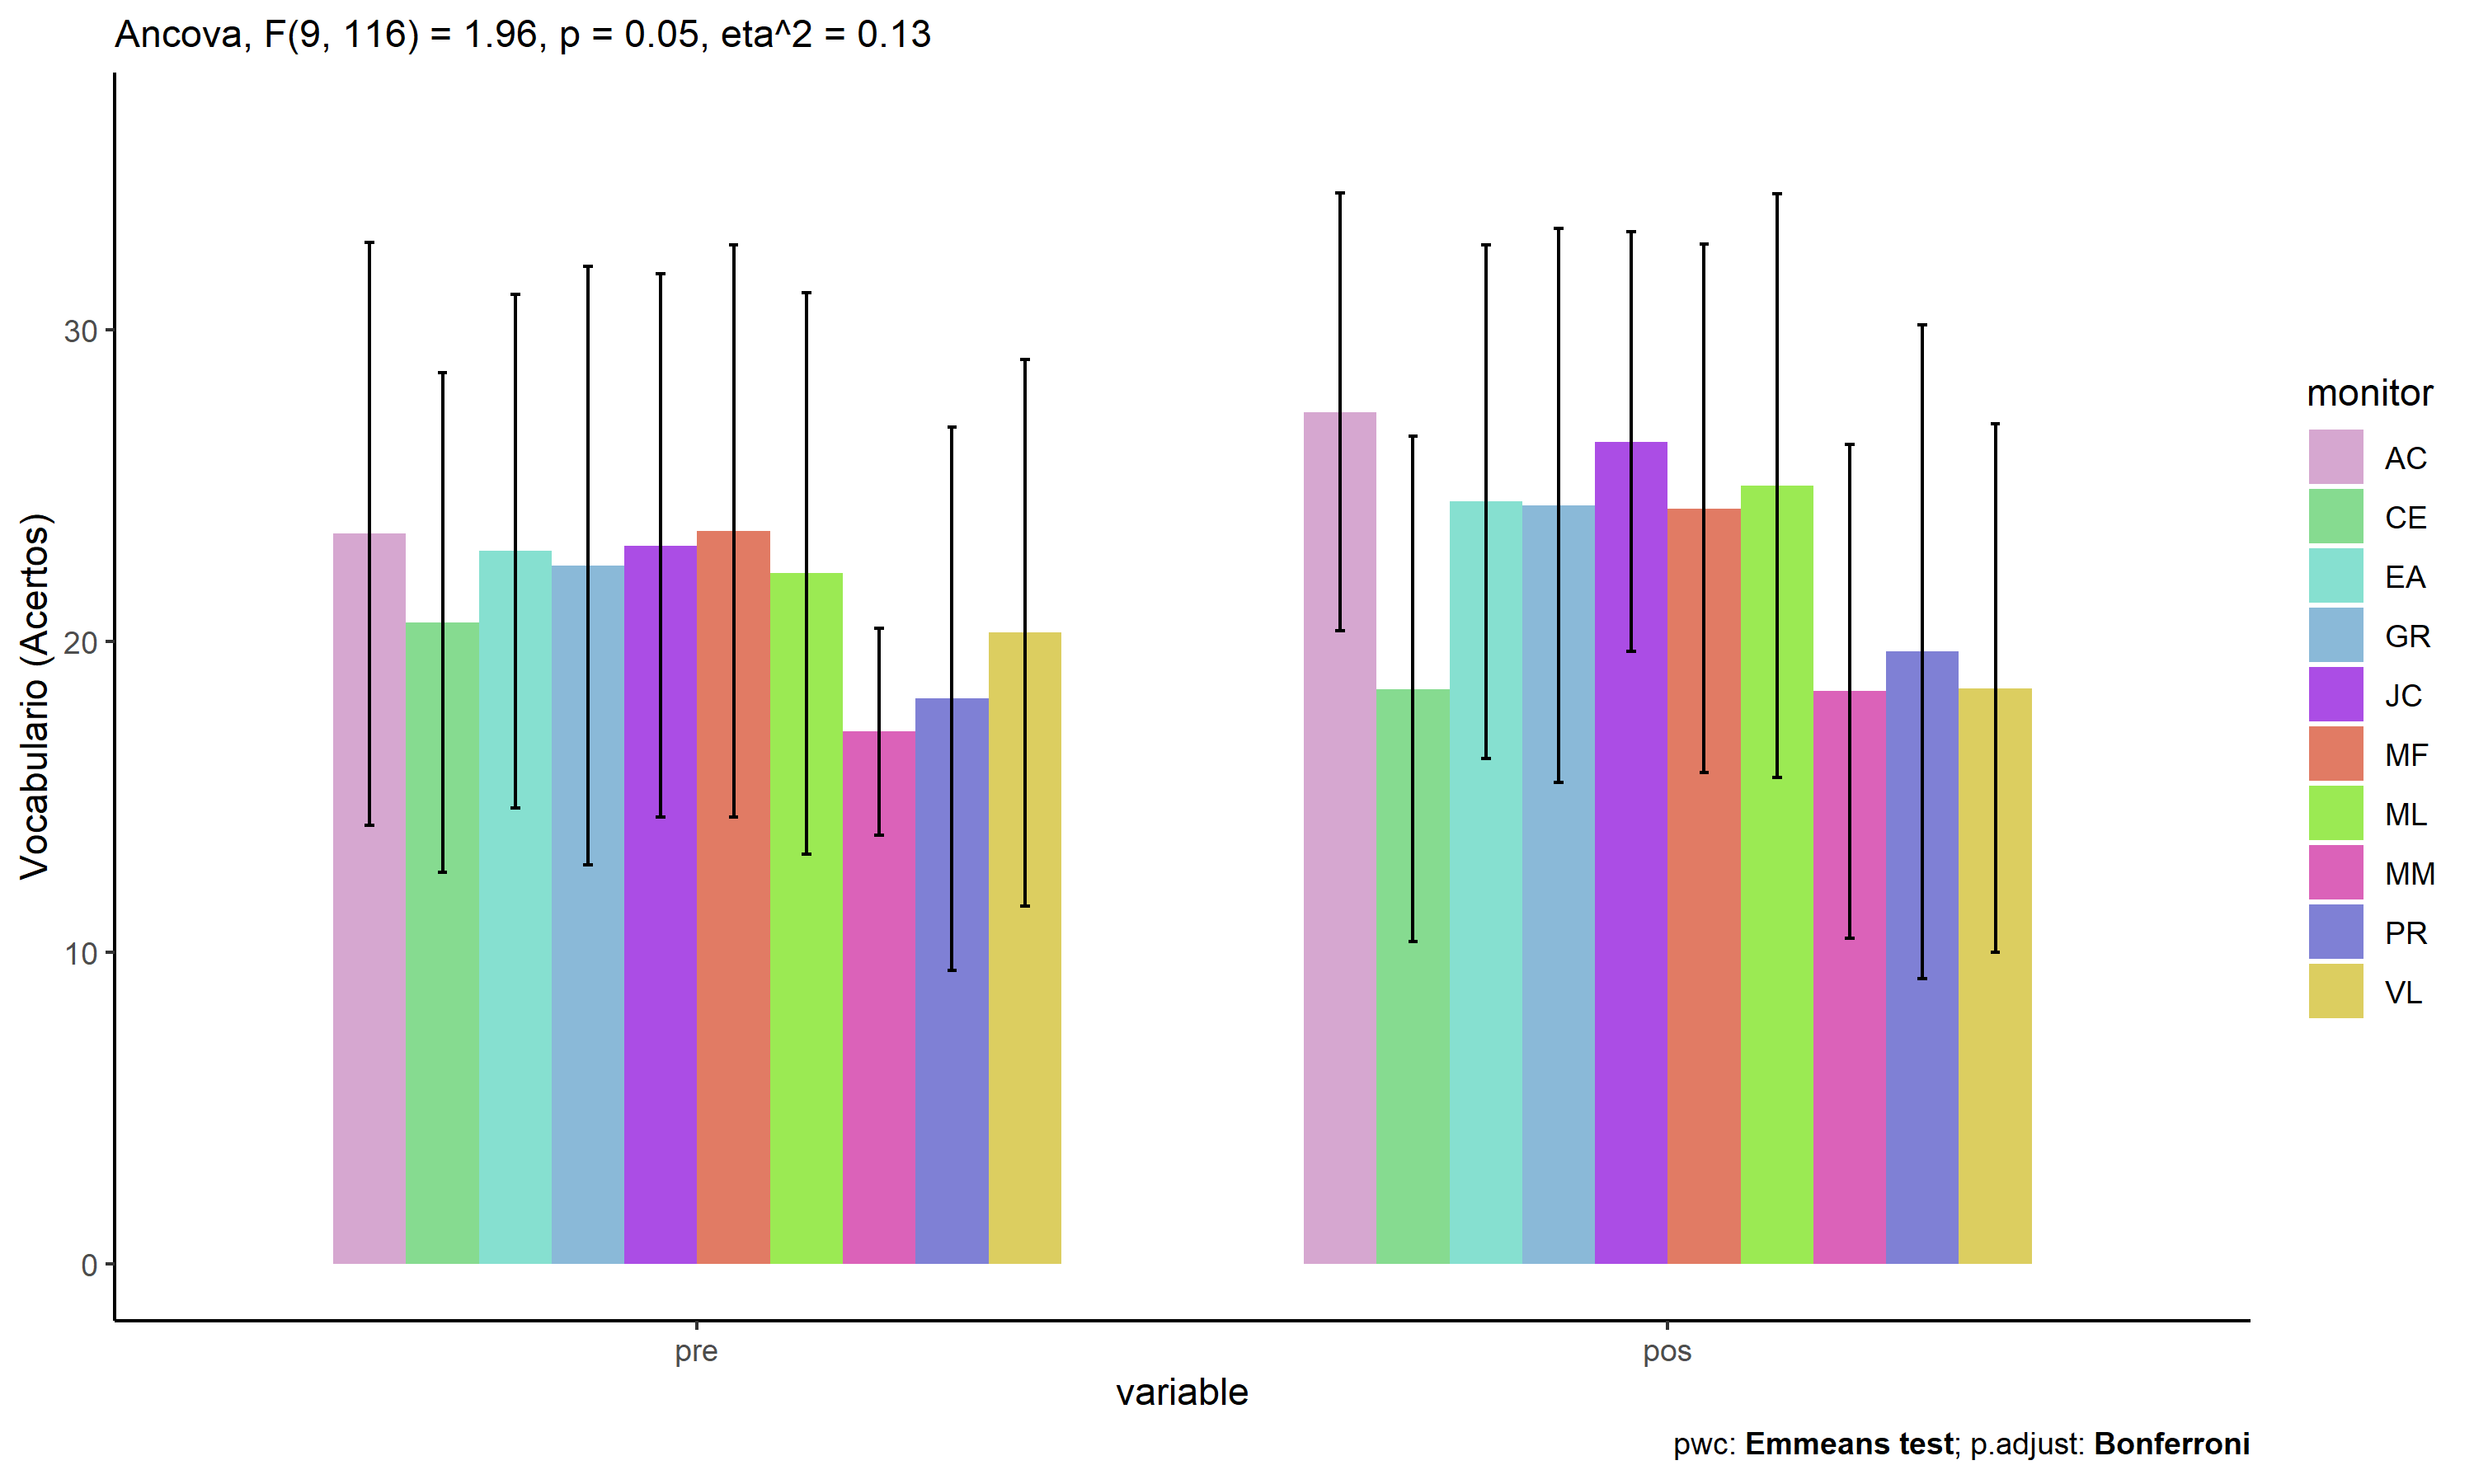 Ancova, F(9, 116) = 1.96, p = 0.05, eta^2 = 0.13
Vocabulario (Acertos)
30
20
10
0
pre
pos
variable
monitor
AC
CE
EA
GR
JC
MF
ML
MM
PR
VL
pwc: Emmeans test; p.adjust: Bonferroni